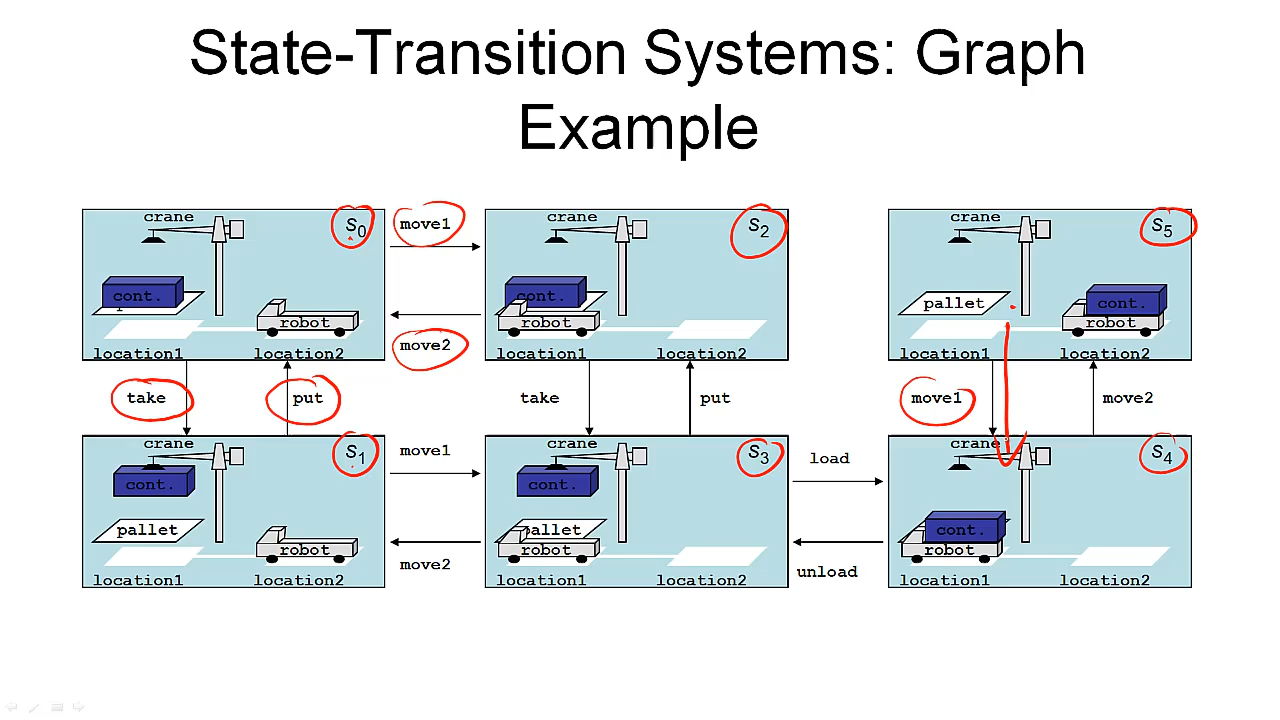 State-Transition Systems: Graph
Example
crane
s0
cont.
robot
location1
location2
move1
move2
crane
s2
cont.
robot
location1
location2
crane
s5
pallet
cont.
robot
location1
location2
take
put
take
put
move1
move2
crane
s1
cont.
pallet
robot
location1
location2
move1
move2
crane
s3
cont.
pallet
robot
location1
location2
load
unload
crane
s4
cont.
robot
location1
location2